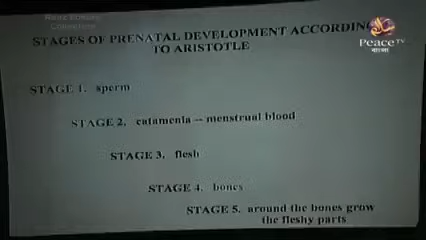 STAGES OF PRENATAL DEVELOPMENT ACCORDING
TO ARISTOTLE
Peace TV
বাংলা
STAGE 1. sperm
STAGE 2. catamenia – menstrual blood
STAGE 3. flesh
STAGE 4. bones
STAGE 5. around the bones grow
the fleshy parts